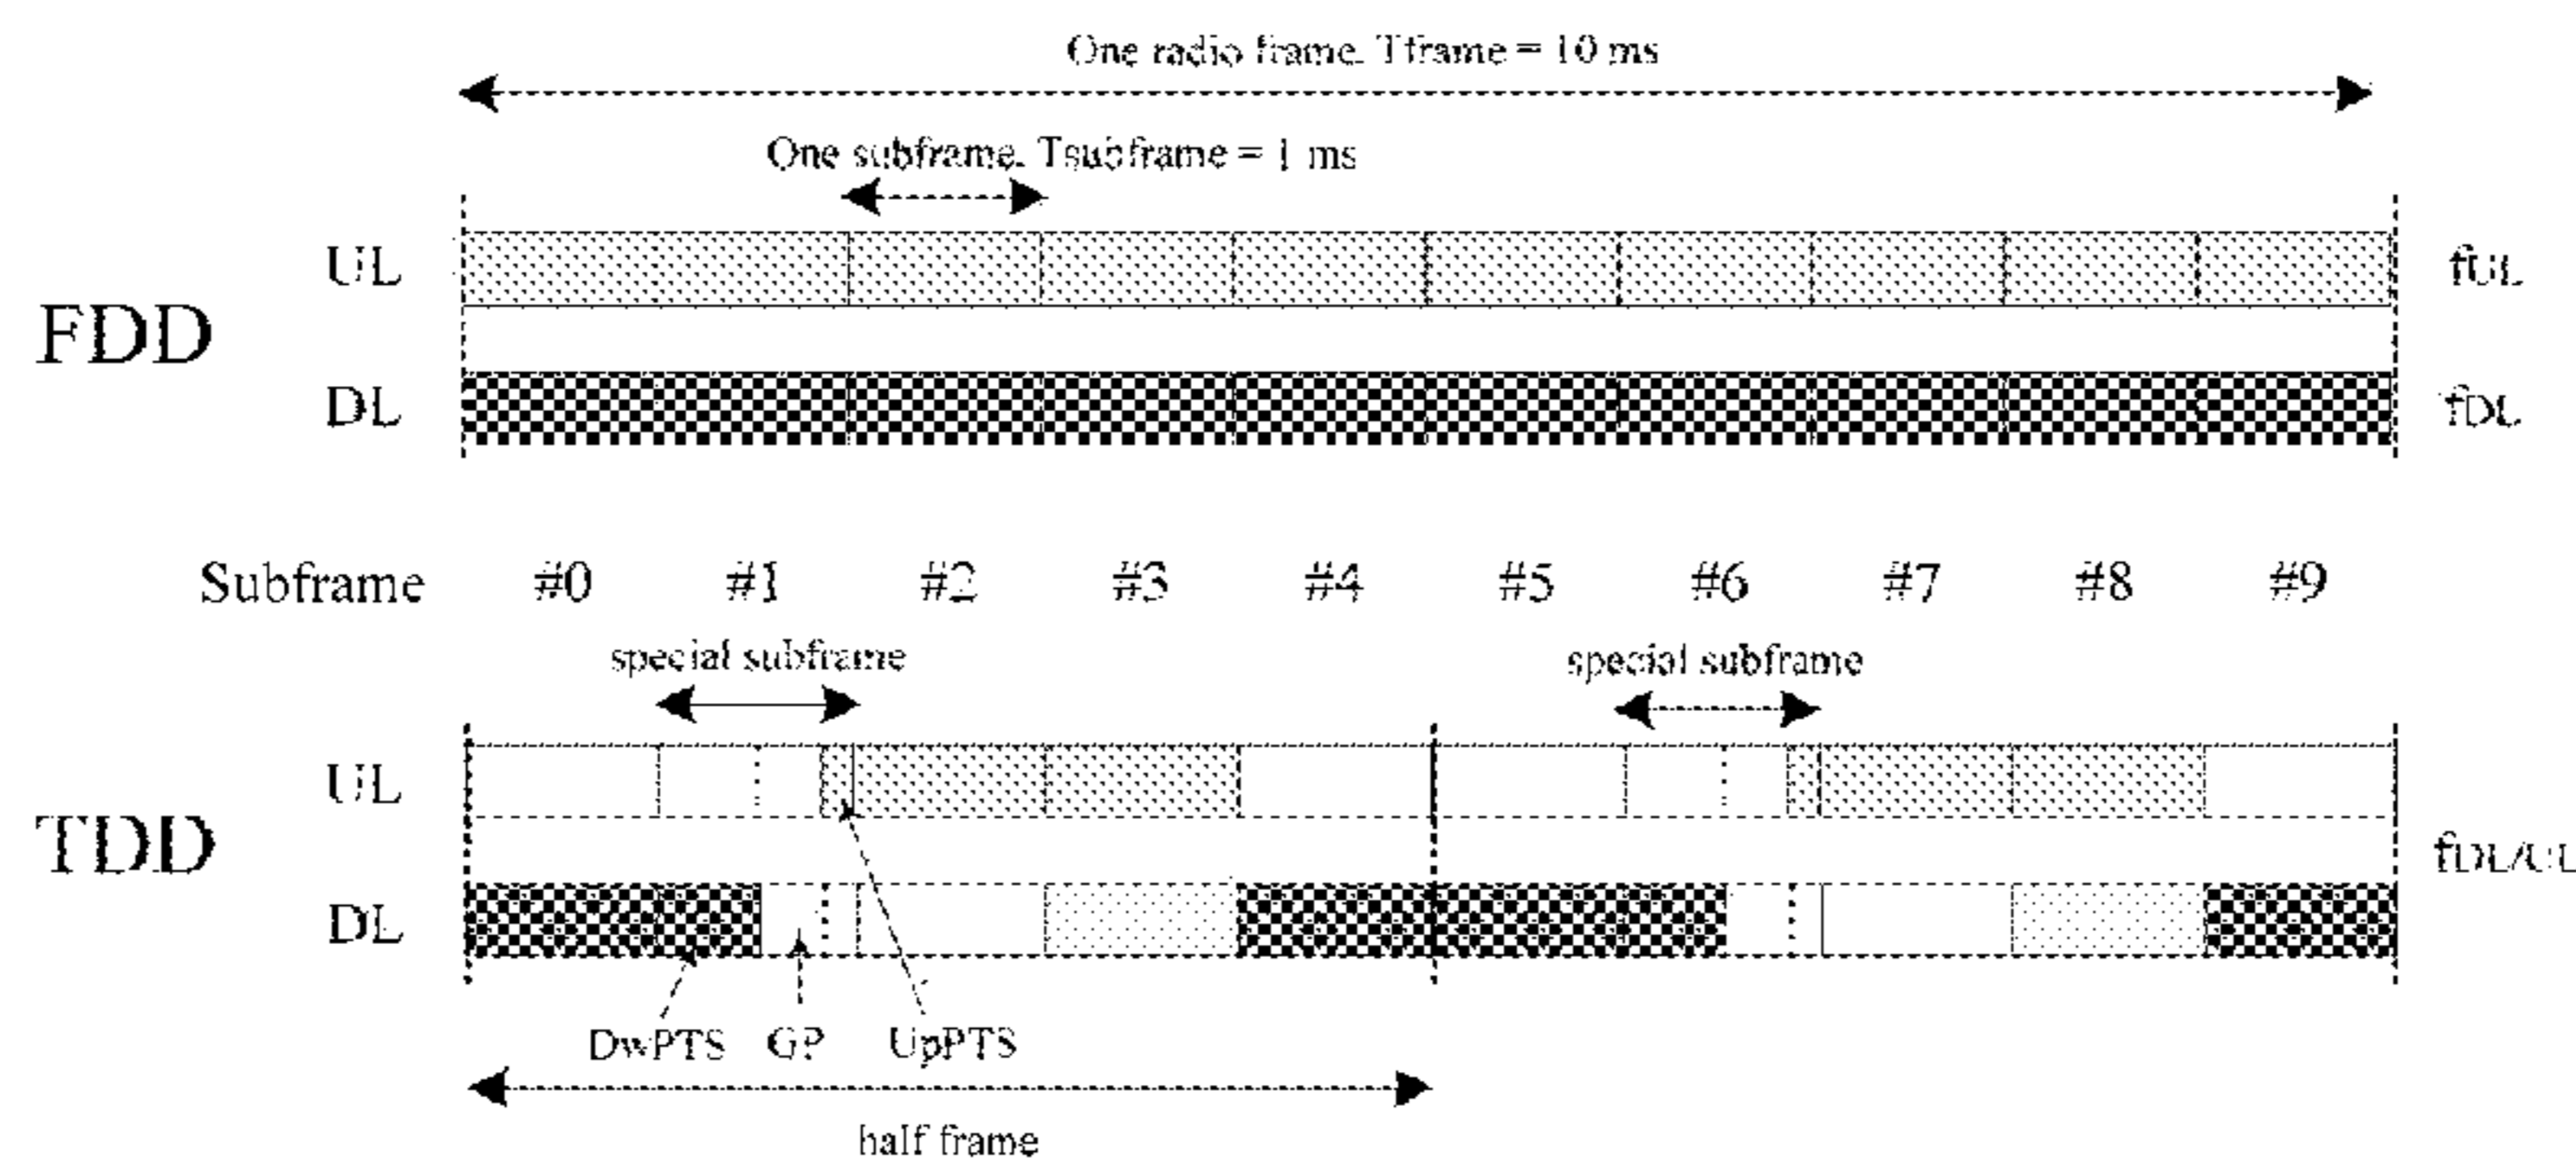 One radio frame. Tframe = 10 ms
One subframe. Tsubframe = 1 ms
UL
fUL
FDD
DL
fDL
Subframe #0 #1 #2 #3 #4 #5 #6 #7 #8 #9
special subframe
special subframe
UL
TDD
fDL/UL
DL
DwPTS GP UpPTS
half frame